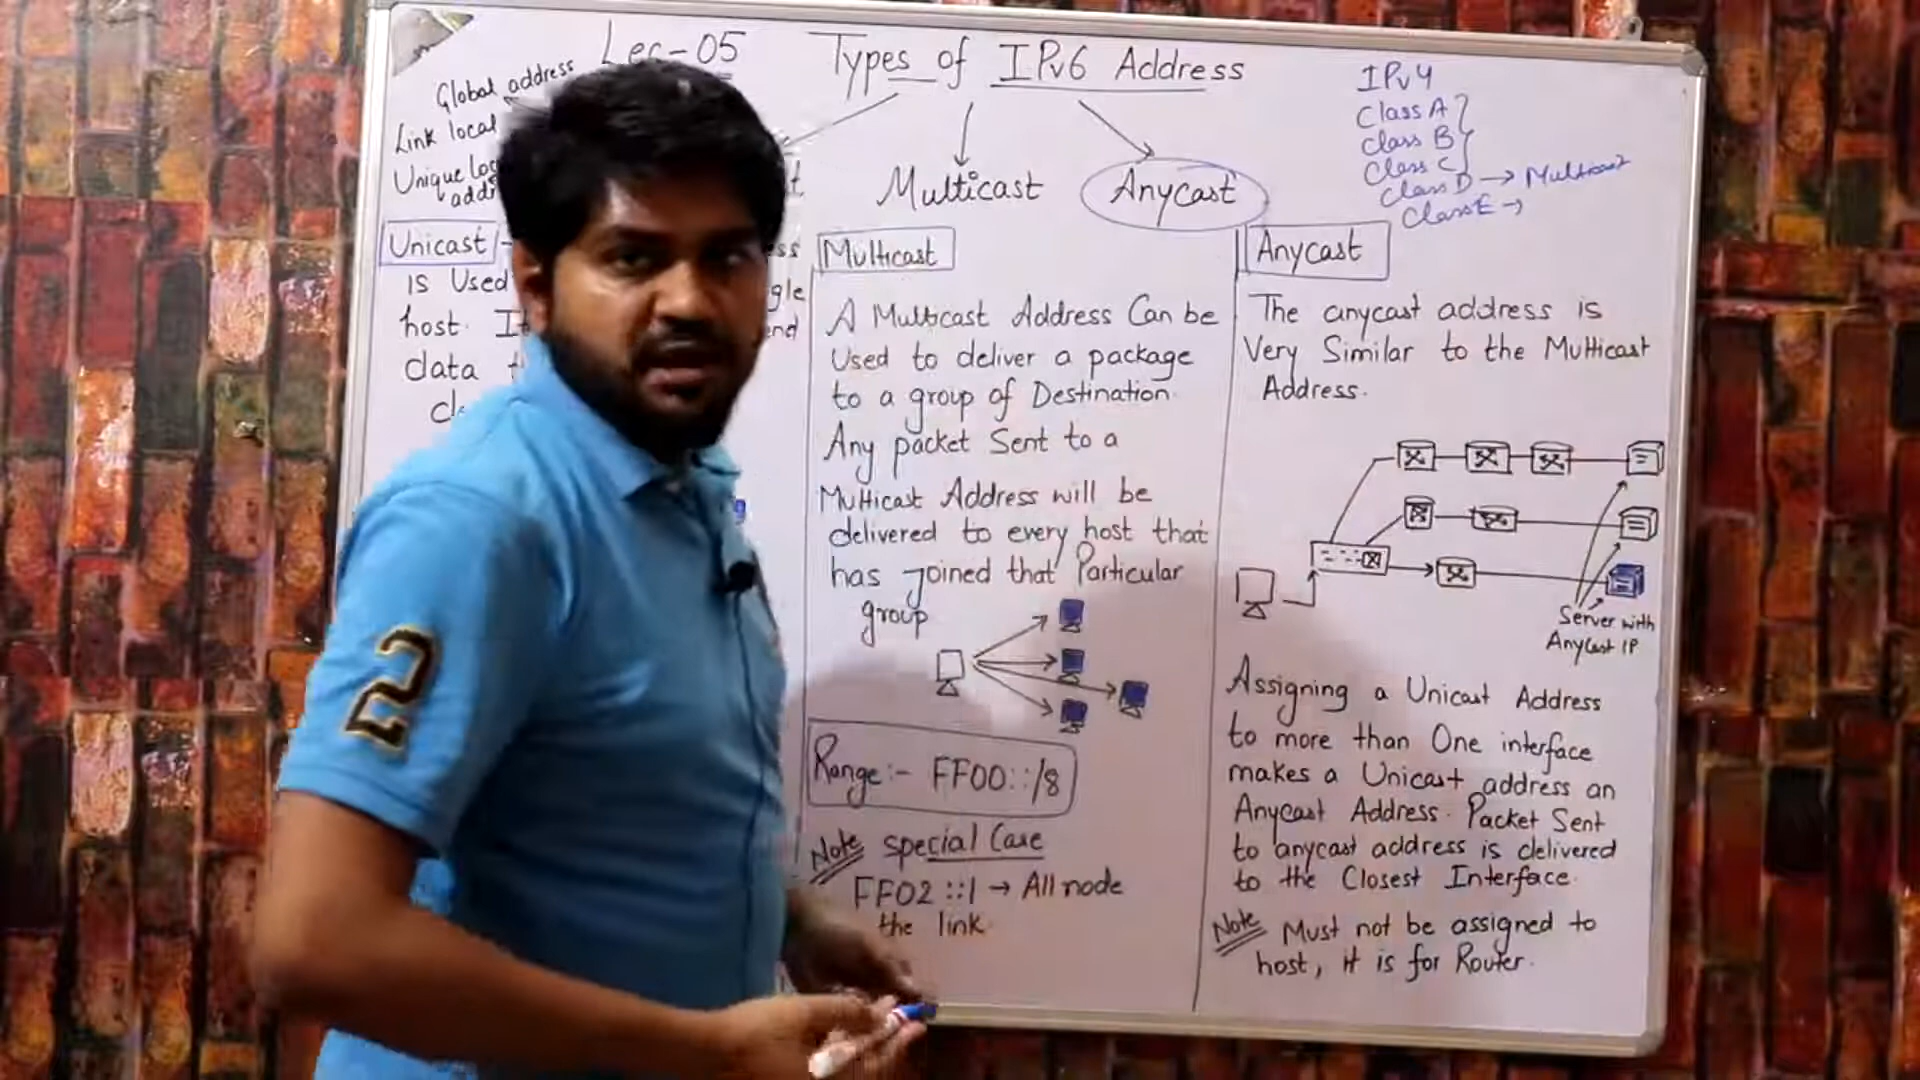 Lec-05
Types of IPv6 Address
Global address
Link local
Unique
add
Multicast
Anycast
IPv4
Class A
Class B
Class C
Class D → Multicast
Class E →
Unicast
is Used
host. It
data
Multicast
A Multicast Address Can be
Used to deliver a package
to a group of Destination.
Any packet Sent to a
Multicast Address will be
delivered to every host that
has Joined that Particular
group
Range:- FF00::/8
Note special Case
FF02::1 → All node
the link.
Anycast
The anycast address is
Very Similar to the Multicast
Address.
Server with
AnyCast IP
Assigning a Unicast Address
to more than One interface
makes a Unicast address an
Anycast Address. Packet Sent
to anycast address is delivered
to the Closest Interface.
Note Must not be assigned to
host, it is for Router.
2